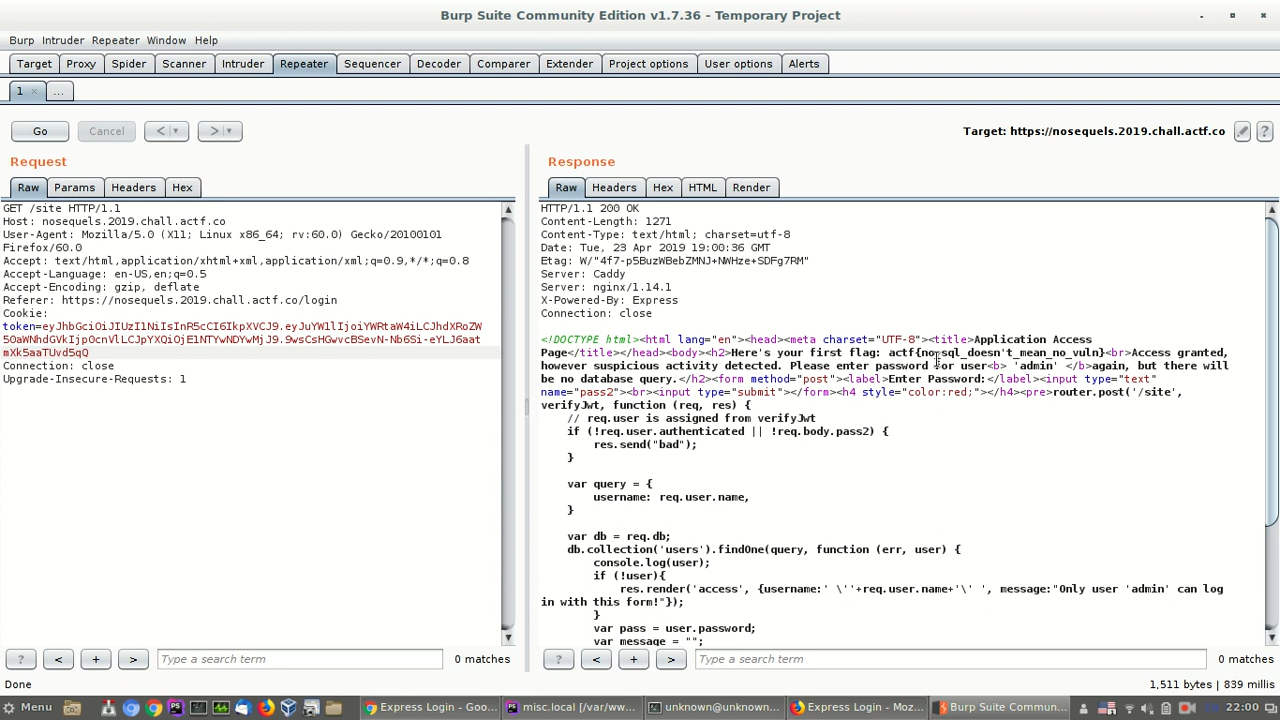 Burp Suite Community Edition v1.7.36 - Temporary Project
Burp Intruder Repeater Window Help
Target Proxy Spider Scanner Intruder Repeater Sequencer Decoder Comparer Extender Project options User options Alerts
1 × ...
Go Cancel < > Target: https://nosequels.2019.chall.actf.co ?
Request
Raw Params Headers Hex
GET /site HTTP/1.1
Host: nosequels.2019.chall.actf.co
User-Agent: Mozilla/5.0 (X11; Linux x86_64; rv:60.0) Gecko/20100101
Firefox/60.0
Accept: text/html,application/xhtml+xml,application/xml;q=0.9,*/*;q=0.8
Accept-Language: en-US,en;q=0.5
Accept-Encoding: gzip, deflate
Referer: https://nosequels.2019.chall.actf.co/login
Cookie:
token=eyJhbGciOiJIUzI1NiIsInR5cCI6IkpXVCJ9.eyJuYW1lIjoiYWRtaW4iLCJhdXRoZW
50aWNhdGVkIjp0cnVlLCJpYXQiOjE1NTYwNDYwMjJ9.9wsCsHGwvcBSevN-Nb6Si-eYLJ6aat
mXk5aaTUvd5qQ
Connection: close
Upgrade-Insecure-Requests: 1
Response
Raw Headers Hex HTML Render
HTTP/1.1 200 OK
Content-Length: 1271
Content-Type: text/html; charset=utf-8
Date: Tue, 23 Apr 2019 19:00:36 GMT
Etag: W/"4f7-p5BuzWBebZMNJ+NWHze+SDFg7RM"
Server: Caddy
Server: nginx/1.14.1
X-Powered-By: Express
Connection: close
<!DOCTYPE html><html lang="en"><head><meta charset="UTF-8"><title>Application Access
Page</title></head><body><h2>Here's your first flag: actf{no_sql_doesn't_mean_no_vuln}<br>Access granted,
however suspicious activity detected. Please enter password for user<b> 'admin' </b>again, but there will
be no database query.</h2><form method="post"><label>Enter Password:</label><input type="text"
name="pass2"><br><input type="submit"></form><h4 style="color:red;"></h4><pre>router.post('/site',
verifyJwt, function (req, res) {
// req.user is assigned from verifyJwt
if (!req.user.authenticated || !req.body.pass2) {
res.send("bad");
}
var query = {
username: req.user.name,
}
var db = req.db;
db.collection('users').findOne(query, function (err, user) {
console.log(user);
if (!user){
res.render('access', {username:' \''+req.user.name+'\' ', message:"Only user 'admin' can log
in with this form!"});
}
var pass = user.password;
var message = "";
? < + > Type a search term 0 matches
? < + > Type a search term 0 matches
Done 1,511 bytes | 839 millis
Menu Express Login - Goo... misc.local [/var/ww... unknown@unknown... Express Login - Moz... Burp Suite Commun... 22:00